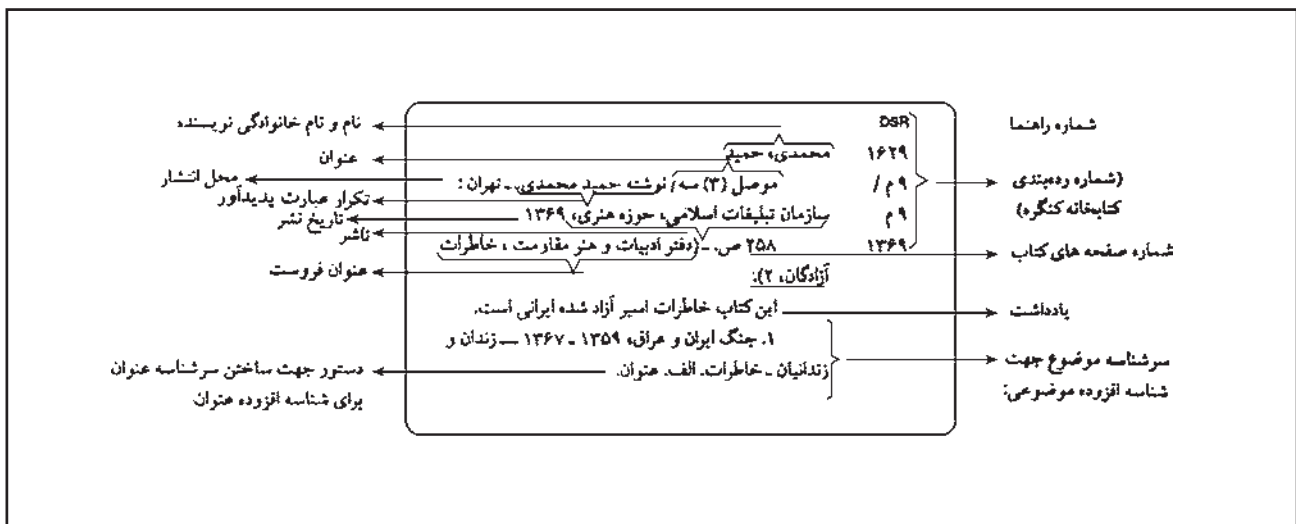 شماره راهنما
(شماره رده‌بندی
کتابخانه کنگره)
شماره صفحه های کتاب
یادداشت
سرشناسه موضوع جهت
شناسه افزوده موضوعی:
DSR
۱۶۲۹
۹ م /
۹ م
۱۳۶۹
محمدی، حمید
موصل (۳) سه/ نوشته حمید محمدی. ـ تهران :
سازمان تبلیغات اسلامی، حوزه هنری، ۱۳۶۹
۲۵۸ ص. ـ (دفتر ادبیات و هنر مقاومت ، خاطرات
آزادگان، ۲):
این کتاب خاطرات اسیر آزاد شده ایرانی است.
۱. جنگ ایران و عراق، ۱۳۵۹ ـ ۱۳۶۷ ــ زندان و
زندانیان ـ خاطرات. الف. عنوان.
نام و نام خانوادگی نویسنده
عنوان
محل انتشار
تکرار عبارت پدیدآور
تاریخ نشر
ناشر
عنوان فروست
دستور جهت ساختن سرشناسه عنوان
برای شناسه افزوده عنوان